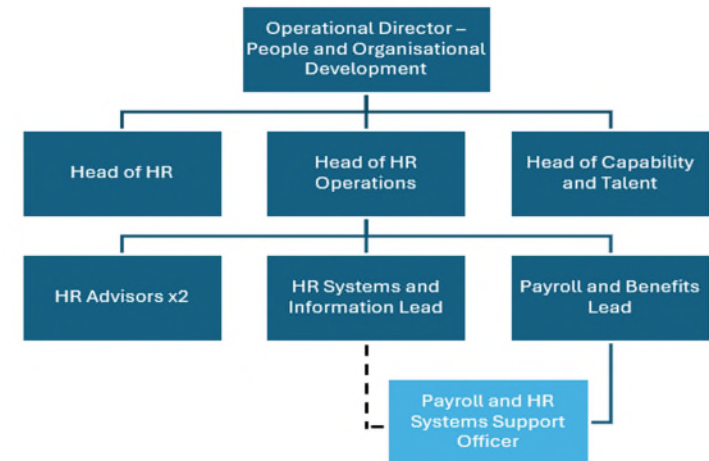 Operational Director –
People and Organisational
Development
Head of HR
Head of HR
Operations
Head of Capability
and Talent
HR Advisors x2
HR Systems and
Information Lead
Payroll and Benefits
Lead
Payroll and HR
Systems Support
Officer